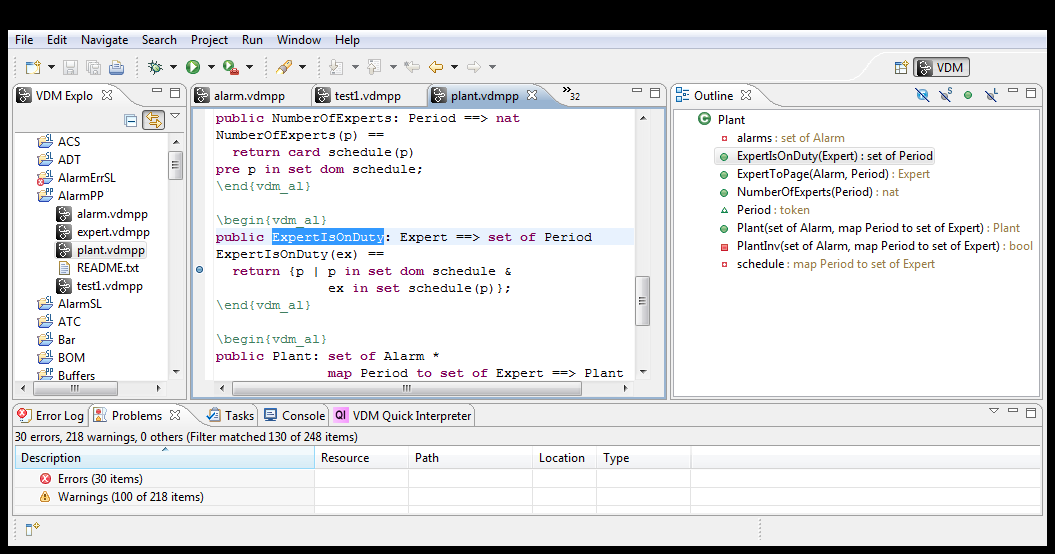 File Edit Navigate Search Project Run Window Help
VDM
VDM Explo
ACS
ADT
AlarmErrSL
AlarmPP
alarm.vdmpp
expert.vdmpp
plant.vdmpp
README.txt
test1.vdmpp
AlarmSL
ATC
Bar
BOM
Buffers
alarm.vdmpp test1.vdmpp plant.vdmpp »32
public NumberOfExperts: Period ==> nat
NumberOfExperts(p) ==
return card schedule(p)
pre p in set dom schedule;
\end{vdm_al}
\begin{vdm_al}
public ExpertIsOnDuty: Expert ==> set of Period
ExpertIsOnDuty(ex) ==
return {p | p in set dom schedule &
ex in set schedule(p)};
\end{vdm_al}
\begin{vdm_al}
public Plant: set of Alarm *
map Period to set of Expert ==> Plant
Outline
Plant
alarms : set of Alarm
ExpertIsOnDuty(Expert) : set of Period
ExpertToPage(Alarm, Period) : Expert
NumberOfExperts(Period) : nat
Period : token
Plant(set of Alarm, map Period to set of Expert) : Plant
PlantInv(set of Alarm, map Period to set of Expert) : bool
schedule : map Period to set of Expert
Error Log Problems Tasks Console QI VDM Quick Interpreter
30 errors, 218 warnings, 0 others (Filter matched 130 of 248 items)
Description Resource Path Location Type
Errors (30 items)
Warnings (100 of 218 items)